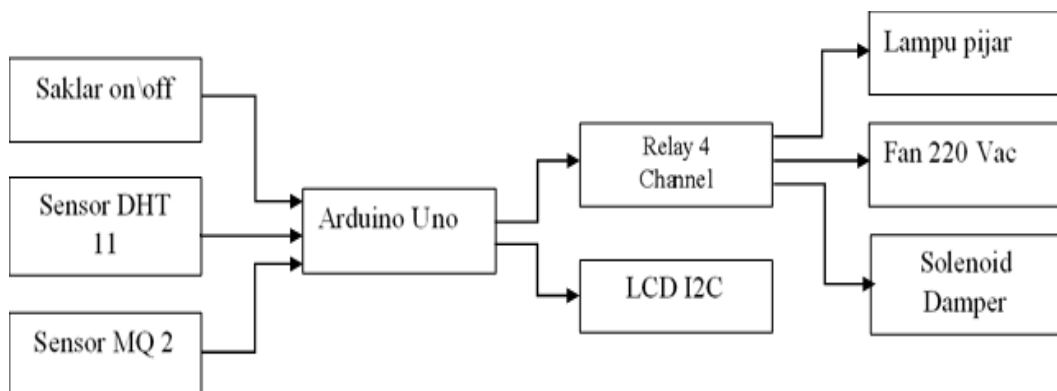 Saklar on\off
Sensor DHT
11
Sensor MQ 2
Arduino Uno
Relay 4
Channel
LCD I2C
Lampu pijar
Fan 220 Vac
Solenoid
Damper